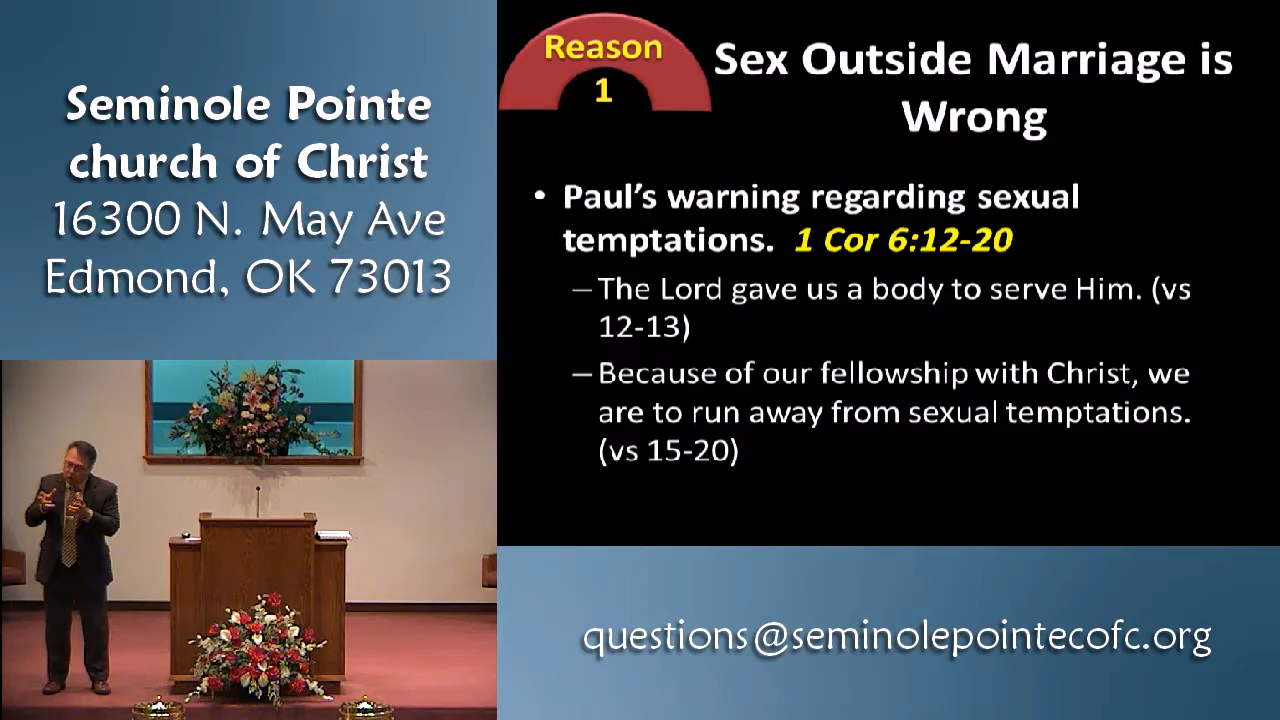 Seminole Pointe
church of Christ
16300 N. May Ave
Edmond, OK 73013
Reason
1
Sex Outside Marriage is
Wrong
• Paul’s warning regarding sexual
temptations. 1 Cor 6:12-20
–The Lord gave us a body to serve Him. (vs
12-13)
–Because of our fellowship with Christ, we
are to run away from sexual temptations.
(vs 15-20)
questions@seminolepointecofc.org